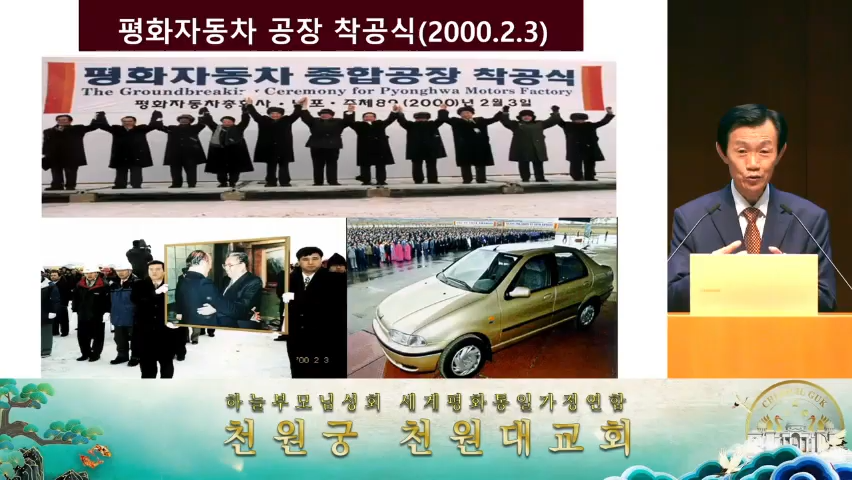 평화자동차 공장 착공식(2000.2.3)
평화자동차 종합공장 착공식
The Groundbreaking Ceremony for Pyonghwa Motors Factory
평화자동차총회사·남포·주체89(2000)년 2월 3일
'00 2 3
하늘부모님성회 세계평화통일가정연합
천원궁 천원대교회